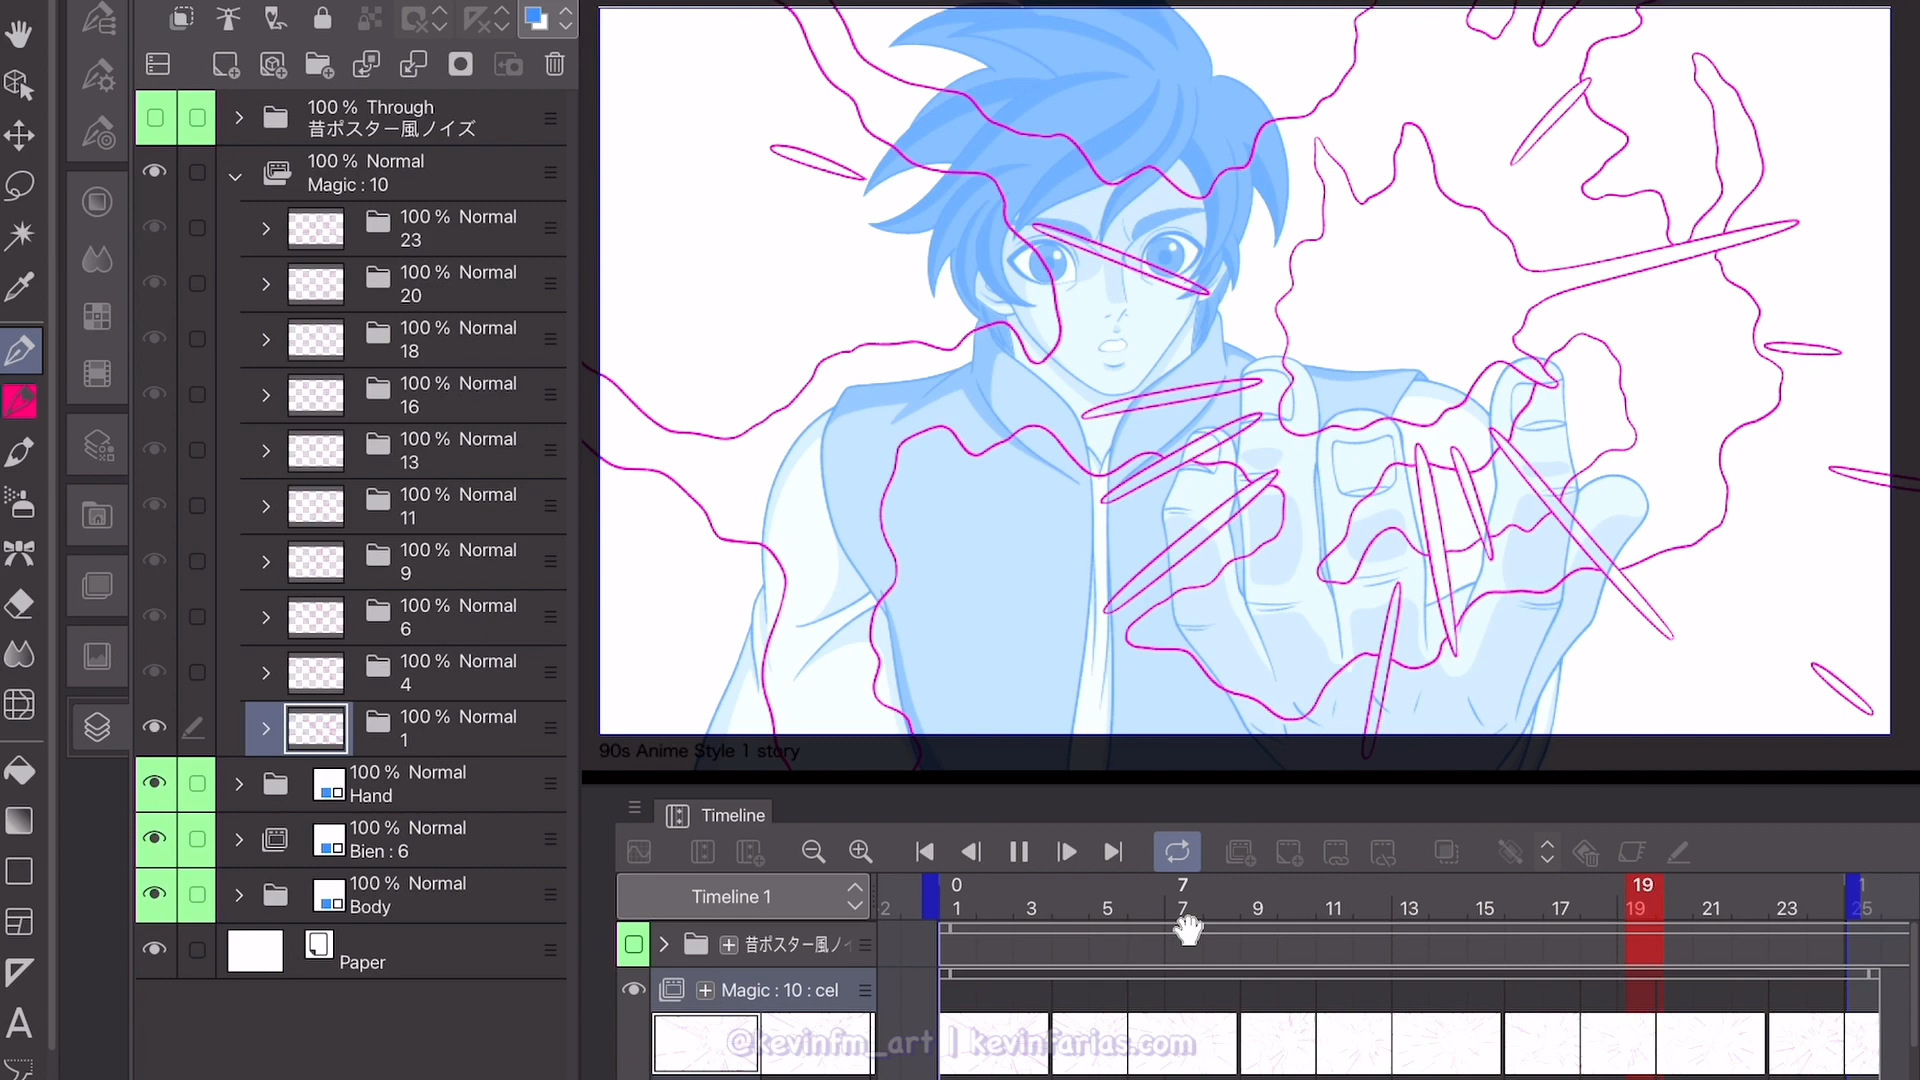 100 % Through
昔ポスター風ノイズ
100 % Normal
Magic : 10
100 % Normal
23
100 % Normal
20
100 % Normal
18
100 % Normal
16
100 % Normal
13
100 % Normal
11
100 % Normal
9
100 % Normal
6
100 % Normal
4
100 % Normal
1
100 % Normal
Hand
100 % Normal
Bien : 6
100 % Normal
Body
Paper
90s Anime Style 1 story
Timeline
Timeline 1
0 7 19 1
2 1 3 5 7 9 11 13 15 17 19 21 23 25
昔ポスター風ノイ
Magic : 10 : cel
@kevinfm_art | kevinfarias.com
A